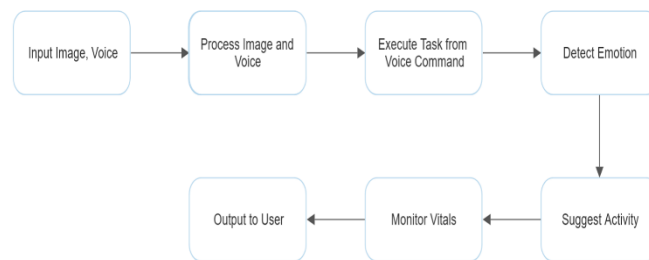 Input Image, Voice
Process Image and
Voice
Execute Task from
Voice Command
Detect Emotion
Output to User
Monitor Vitals
Suggest Activity